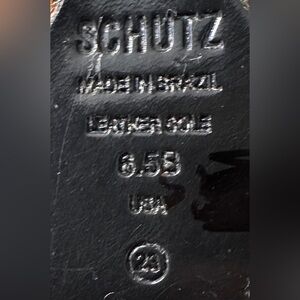 SCHUTZ
MADE IN BRAZIL
LEATHER SOLE
6.5B
USA
23